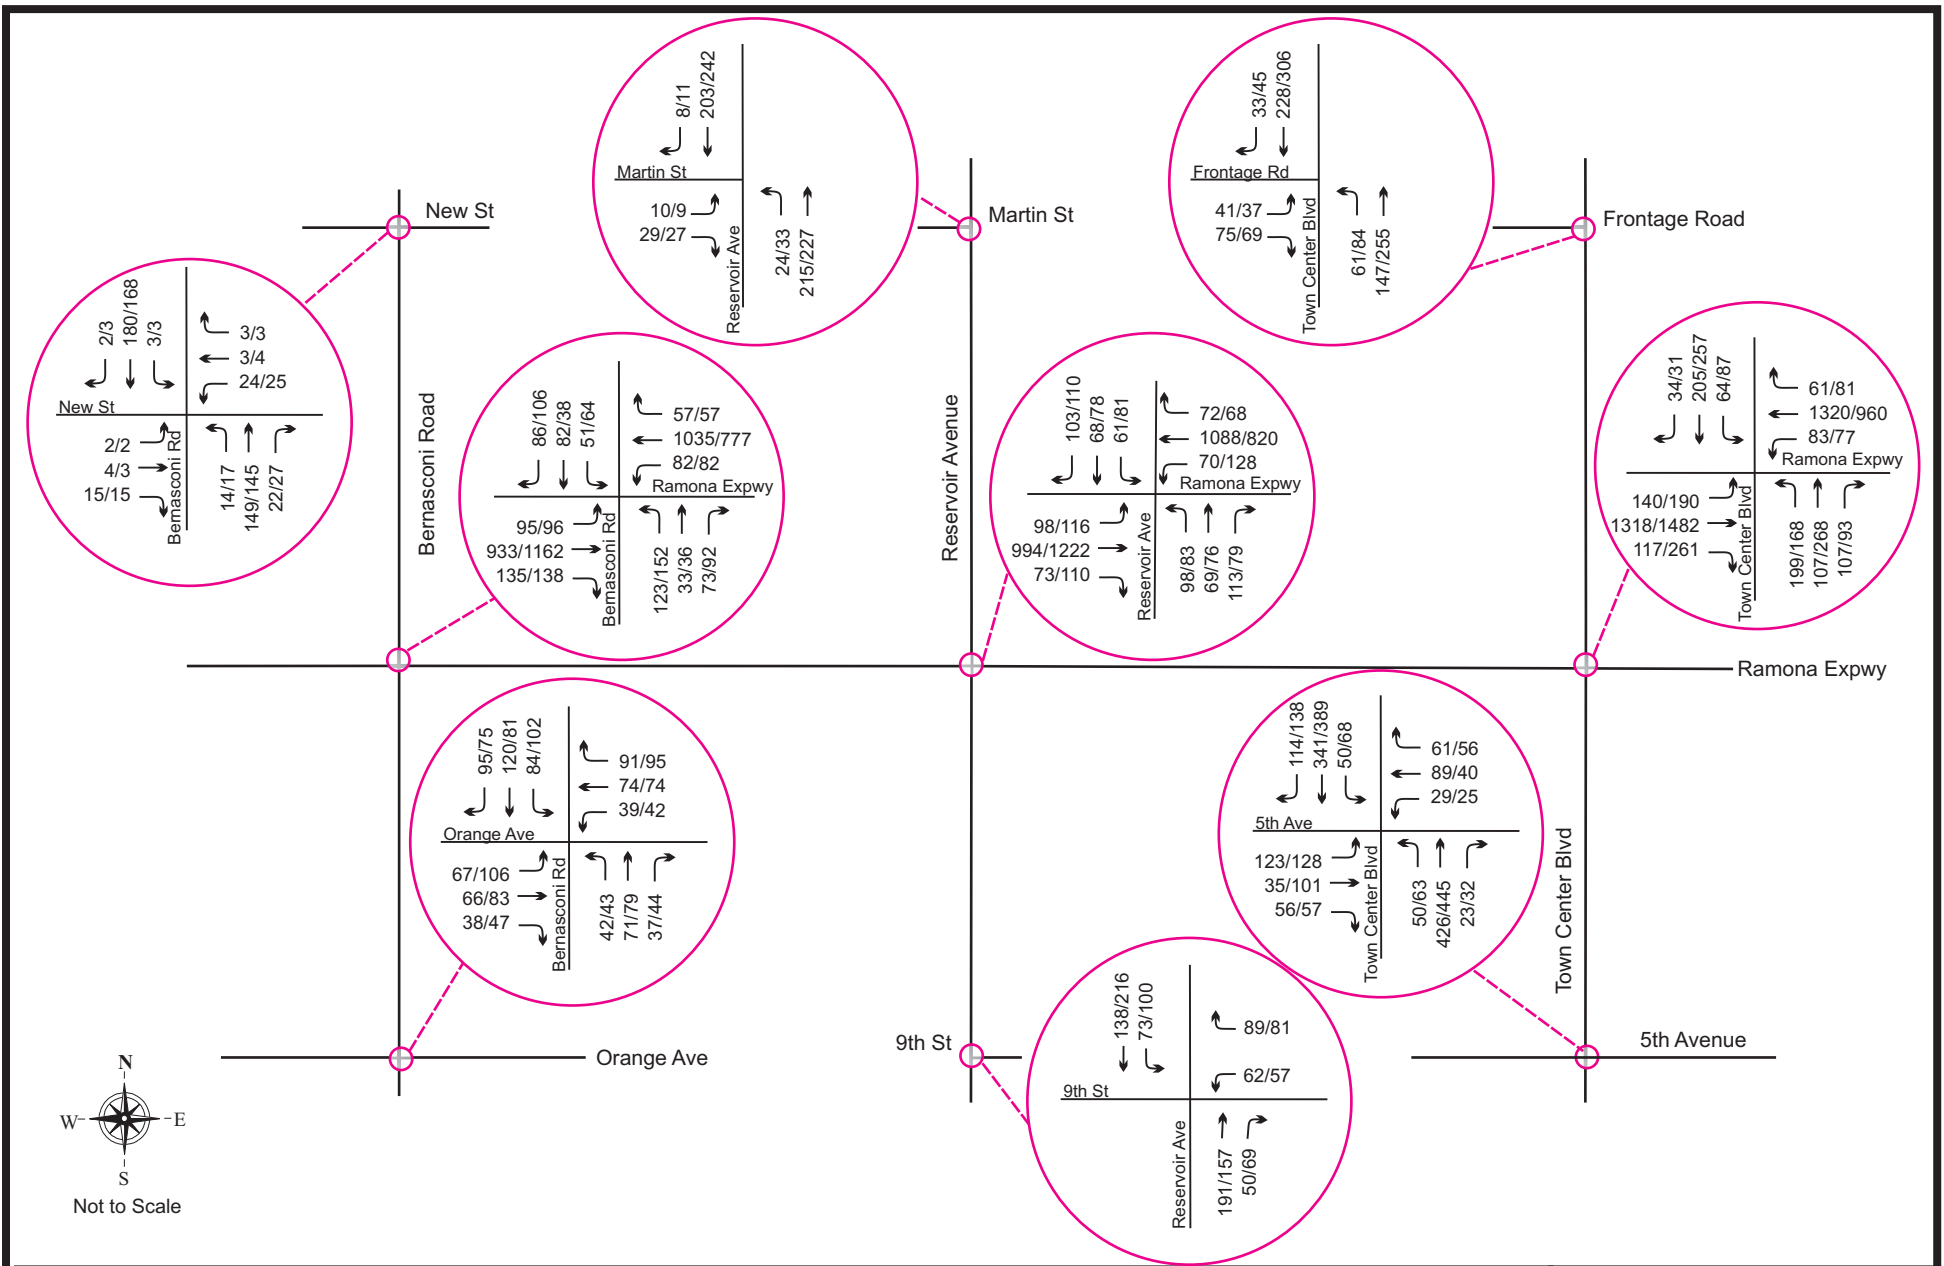 8/11
203/242
Martin St
10/9
29/27
Reservoir Ave
24/33
215/227
33/45
228/306
Frontage Rd
41/37
75/69
Town Center Blvd
61/84
147/255
New St
Martin St
Frontage Road
2/3
180/168
3/3
3/3
3/4
24/25
New St
2/2
4/3
15/15
Bernasconi Rd
14/17
149/145
22/27
Bernasconi Road
86/106
82/38
51/64
57/57
1035/777
82/82
Ramona Expwy
95/96
933/1162
135/138
Bernasconi Rd
123/152
33/36
73/92
Reservoir Avenue
103/110
68/78
61/81
72/68
1088/820
70/128
Ramona Expwy
98/116
994/1222
73/110
Reservoir Ave
98/83
69/76
113/79
34/31
205/257
64/87
61/81
1320/960
83/77
Ramona Expwy
140/190
1318/1482
117/261
Town Center Blvd
199/168
107/268
107/93
Ramona Expwy
95/75
120/81
84/102
91/95
74/74
39/42
Orange Ave
67/106
66/83
38/47
Bernasconi Rd
42/43
71/79
37/44
114/138
341/389
50/68
61/56
89/40
29/25
5th Ave
123/128
35/101
56/57
Town Center Blvd
50/63
426/445
23/32
Town Center Blvd
Orange Ave
9th St
5th Avenue
138/216
73/100
89/81
62/57
9th St
Reservoir Ave
191/157
50/69
N
W
E
S
Not to Scale